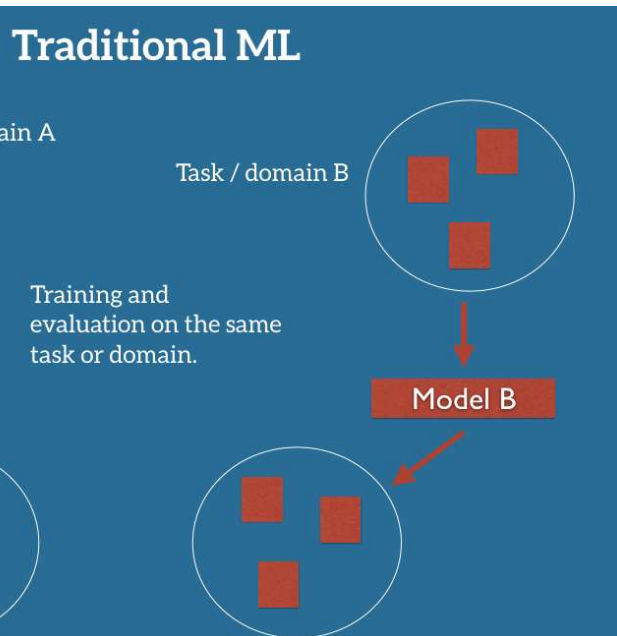 Traditional ML
ain A
Task / domain B
Training and
evaluation on the same
task or domain.
Model B